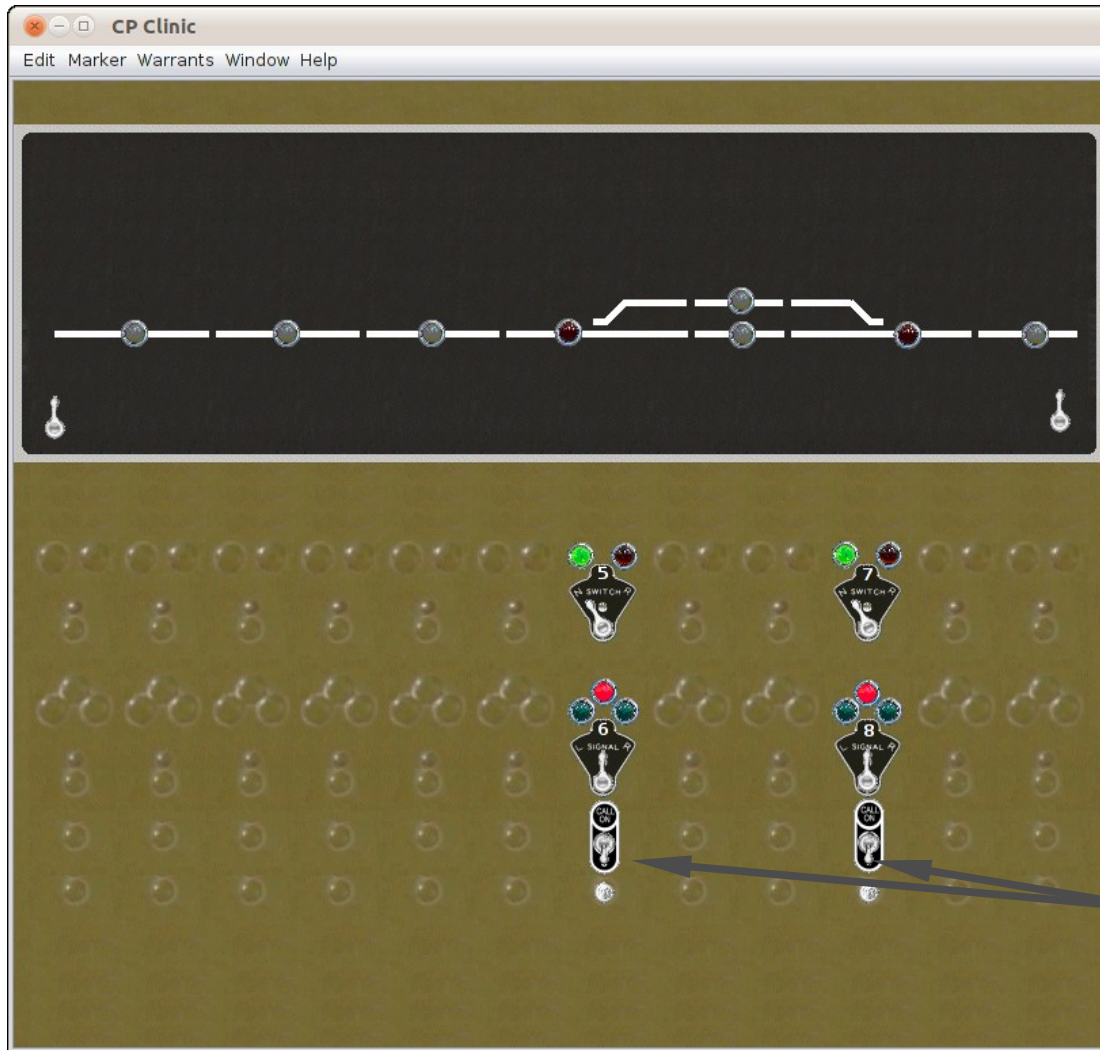 CP Clinic
Edit Marker Warrants Window Help
5 7
N SWITCH R N SWITCH R
6 8
L SIGNAL R L SIGNAL R
CALL ON CALL ON